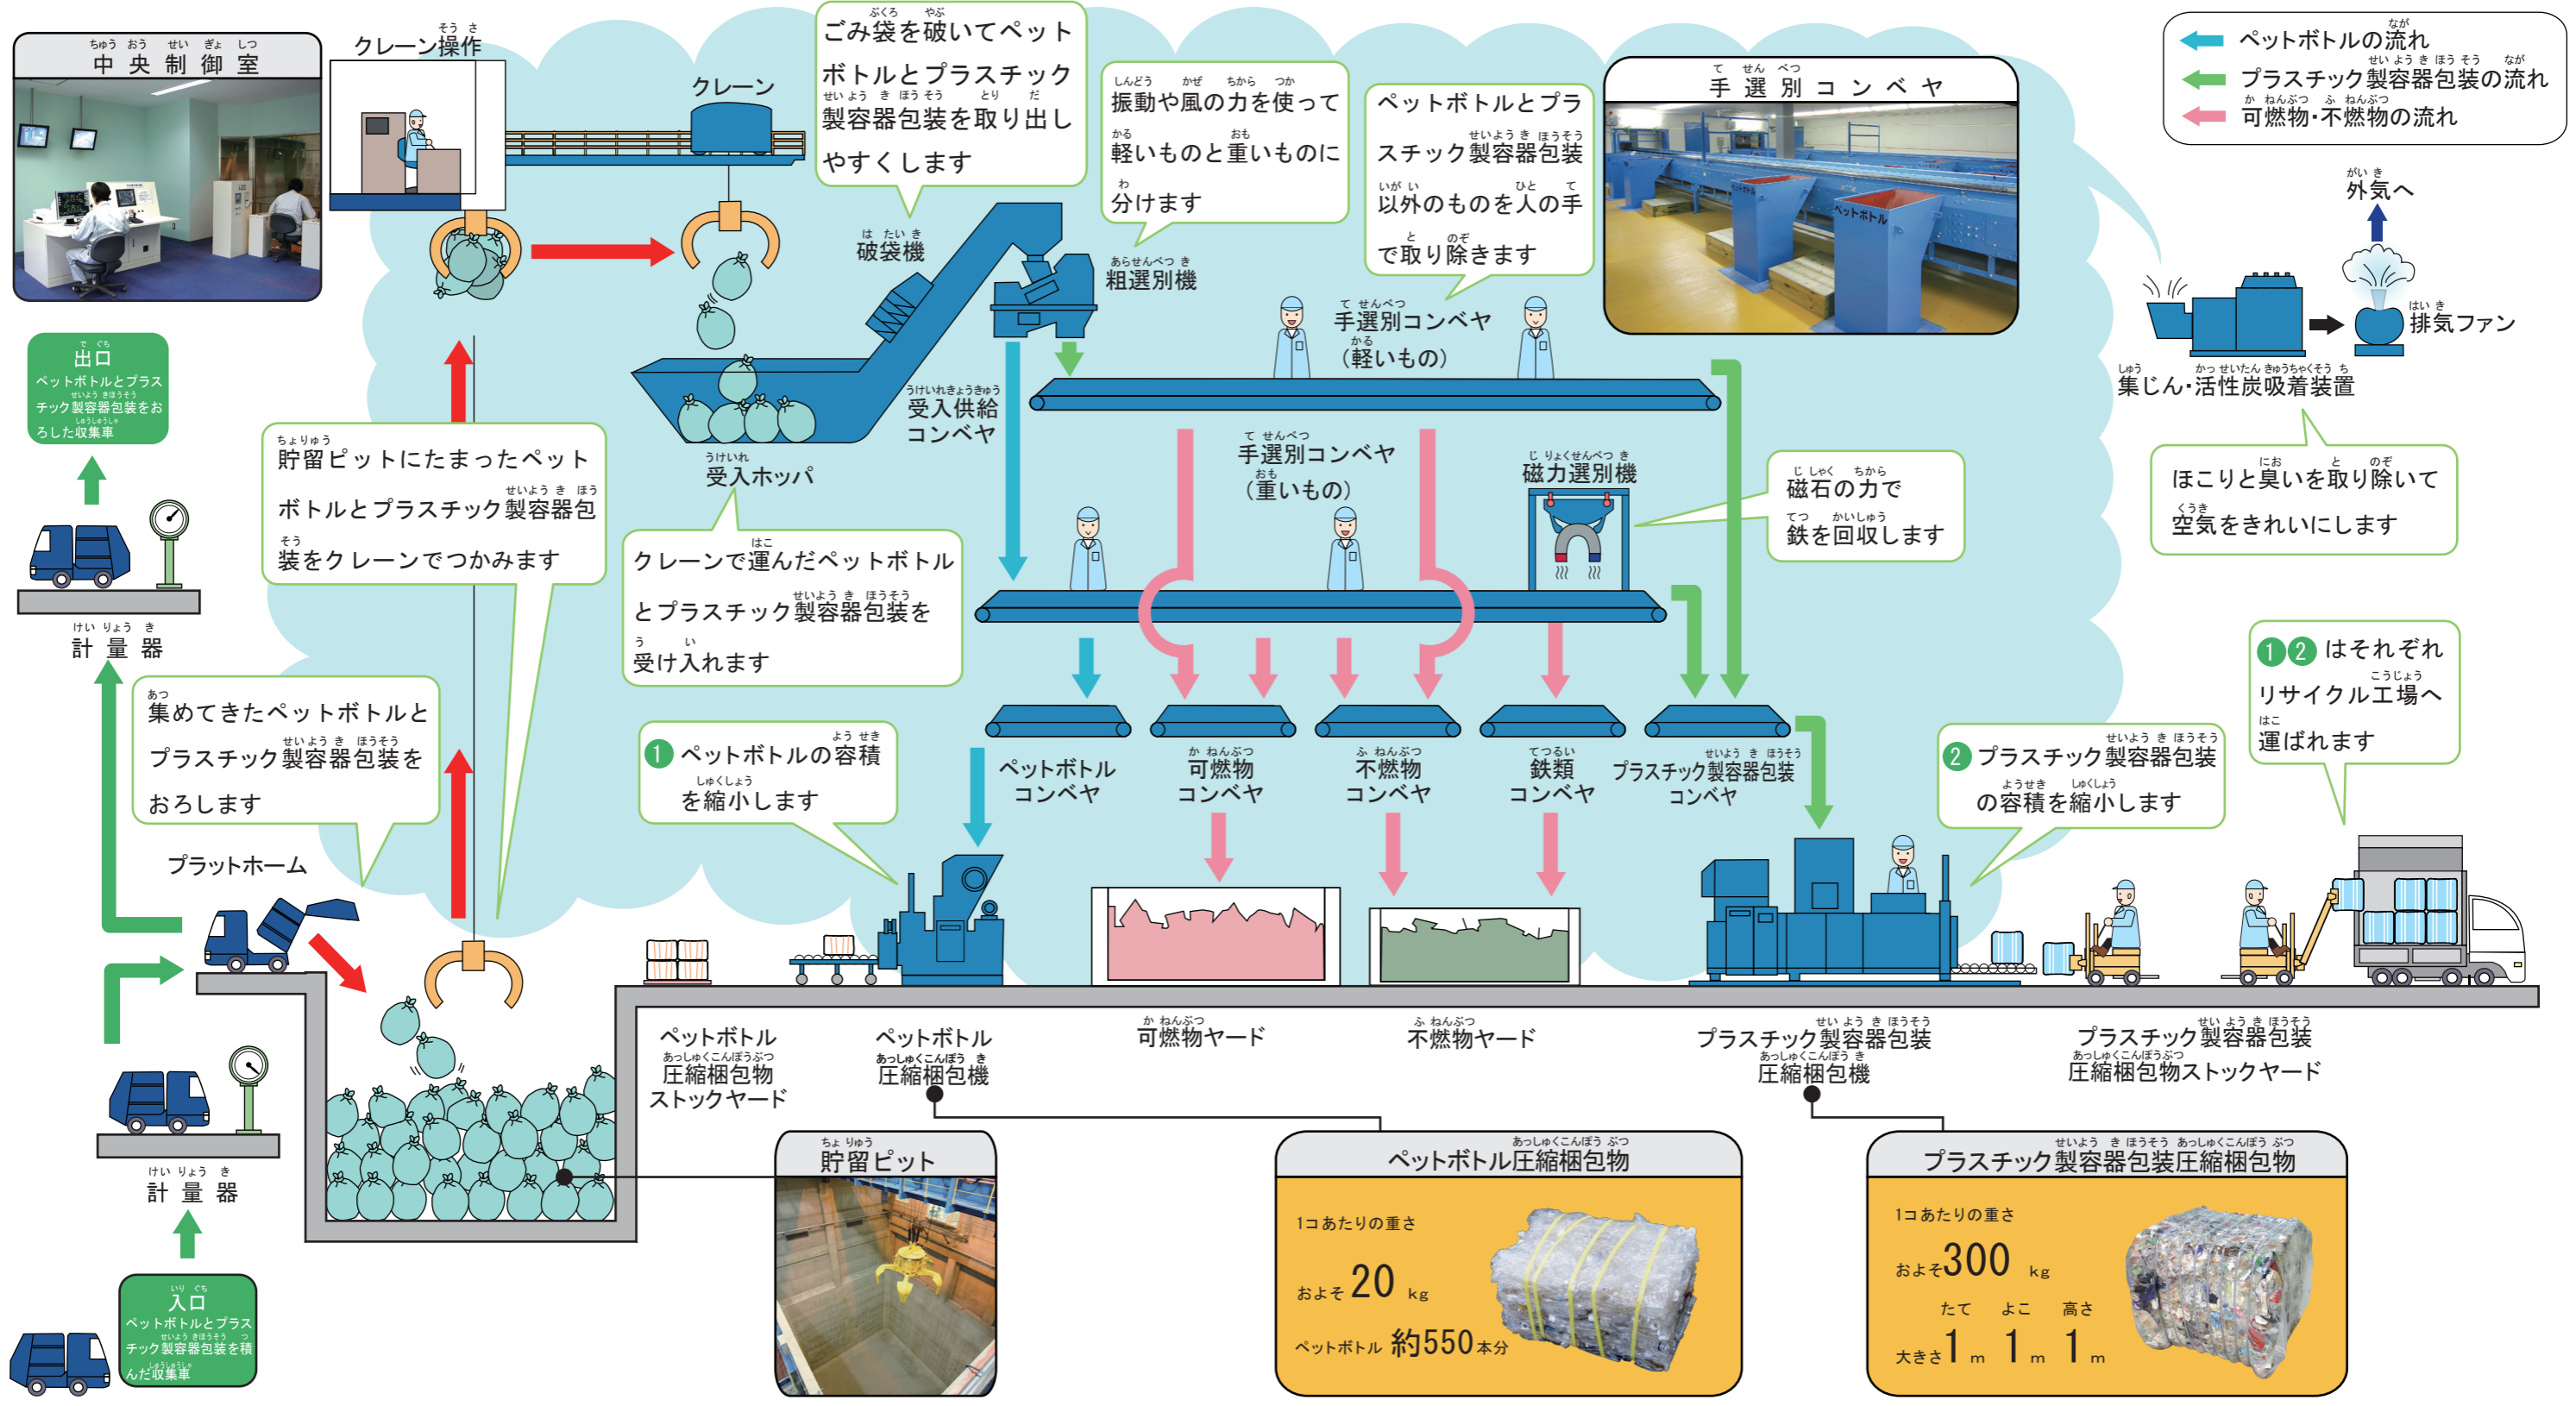 中央制御室
クレーン操作
クレーン
ごみ袋を破いてペット
ボトルとプラスチック
製容器包装を取り出し
やすくします
振動や風の力を使って
軽いものと重いものに
分けます
ペットボトルとプラ
スチック製容器包装
以外のものを人の手
で取り除きます
手選別コンベヤ
ペットボトル
ペットボトル
ペットボトルの流れ
プラスチック製容器包装の流れ
可燃物・不燃物の流れ
外気へ
排気ファン
集じん・活性炭吸着装置
ほこりと臭いを取り除いて
空気をきれいにします
破袋機
粗選別機
手選別コンベヤ
(軽いもの)
受入供給
コンベヤ
受入ホッパ
手選別コンベヤ
(重いもの)
磁力選別機
磁石の力で
鉄を回収します
出口
ペットボトルとプラス
チック製容器包装をお
ろした収集車
計量器
貯留ピットにたまったペット
ボトルとプラスチック製容器包
装をクレーンでつかみます
クレーンで運んだペットボトル
とプラスチック製容器包装を
受け入れます
集めてきたペットボトルと
プラスチック製容器包装を
おろします
プラットホーム
1 ペットボトルの容積
を縮小します
ペットボトル
コンベヤ
可燃物
コンベヤ
不燃物
コンベヤ
鉄類
コンベヤ
プラスチック製容器包装
コンベヤ
2 プラスチック製容器包装
の容積を縮小します
12 はそれぞれ
リサイクル工場へ
運ばれます
ペットボトル
圧縮梱包物
ストックヤード
ペットボトル
圧縮梱包機
可燃物ヤード
不燃物ヤード
プラスチック製容器包装
圧縮梱包機
プラスチック製容器包装
圧縮梱包物ストックヤード
計量器
入口
ペットボトルとプラス
チック製容器包装を積
んだ収集車
貯留ピット
ペットボトル圧縮梱包物
1コあたりの重さ
およそ 20 kg
ペットボトル 約550本分
プラスチック製容器包装圧縮梱包物
1コあたりの重さ
およそ300 kg
たて よこ 高さ
大きさ1m 1m 1m